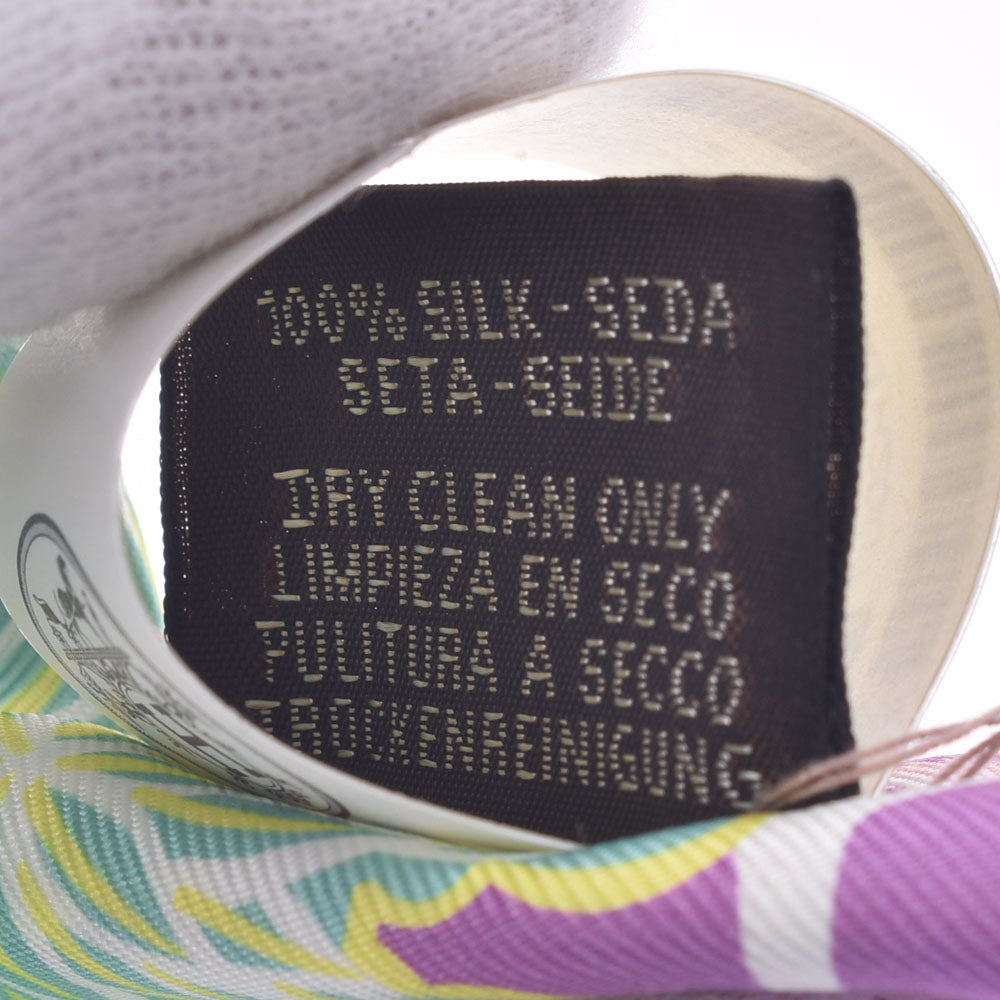 100% SILK - SEDA
SETA - SEIDE
DRY CLEAN ONLY
LIMPIEZA EN SECO
PULITURA A SECCO
TROCKENREINIGUNG